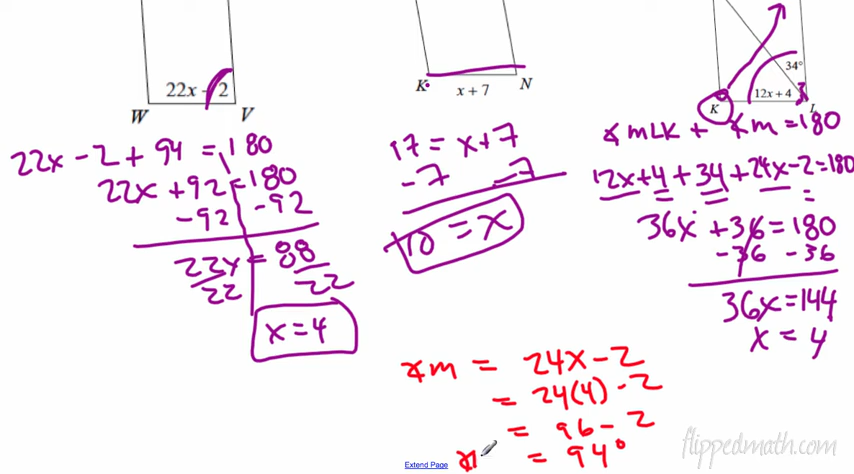 22x - 2
W
V
22x - 2 + 94 = 180
22x + 92 = 180
-92 -92
22x = 88
22 22
x = 4
K
x + 7
N
17 = x + 7
-7 -7
10 = x
34°
12x + 4
K
L
∡MLK + ∡M = 180
12x + 4 + 34 + 24x - 2 = 180
36x + 36 = 180
-36 -36
36x = 144
x = 4
∡m = 24x - 2
= 24(4) - 2
= 96 - 2
= 94°
Extend Page
flippedmath.com